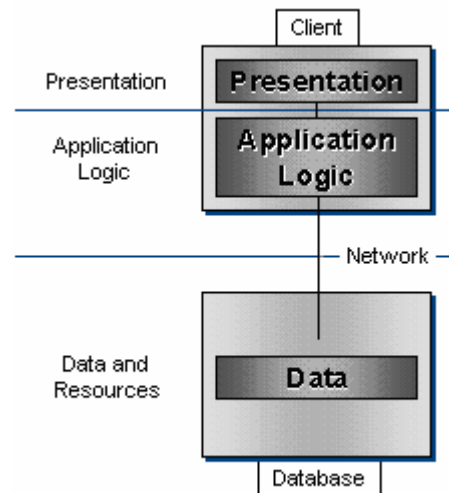 Client
Presentation
Presentation
Application
Logic
Application
Logic
Network
Data and
Resources
Data
Database